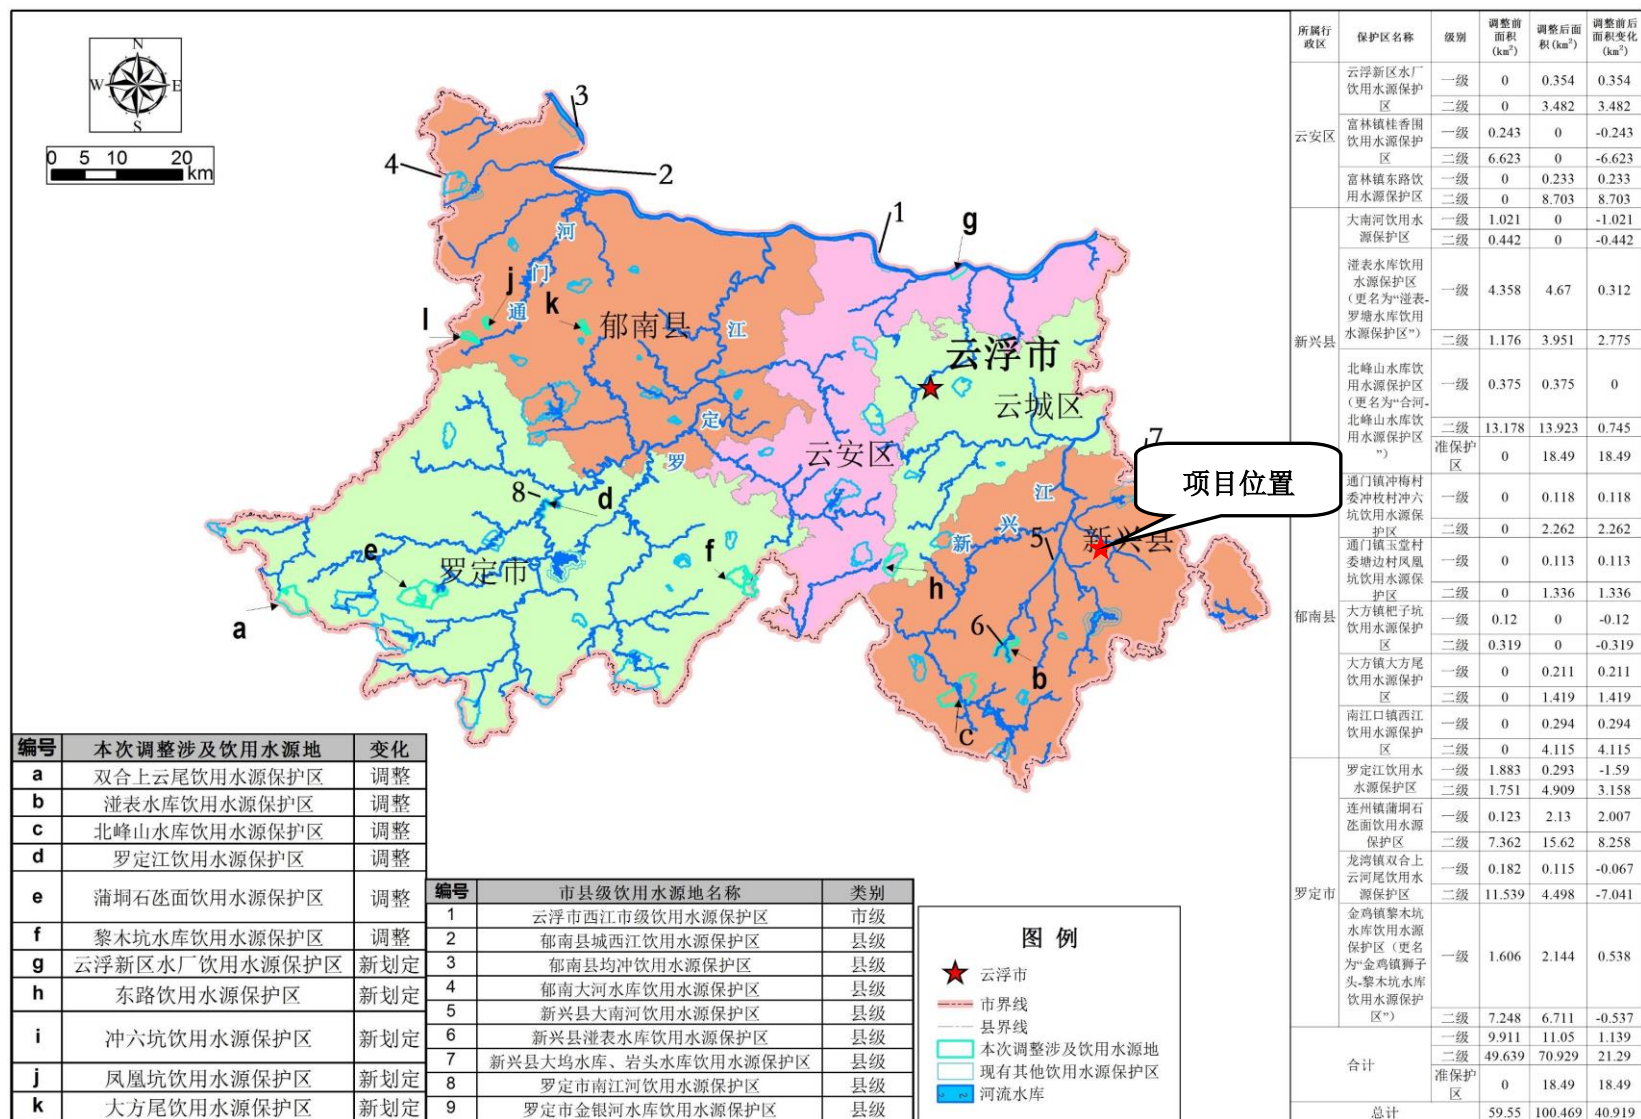 N
W
E
S
0 5 10 20
km
3
4
2
1
g
河
门
通
j
k
l
郁南县
江
云浮市
云城区
定
罗
云安区
7
项目位置
8
d
e
f
罗定市
a
江
兴
新
5
新兴县
h
6
b
c
编号 本次调整涉及饮用水源地 变化
a 双合上云尾饮用水源保护区 调整
b 湴表水库饮用水源保护区 调整
c 北峰山水库饮用水源保护区 调整
d 罗定江饮用水源保护区 调整
e 蒲垌石氹面饮用水源保护区 调整
f 黎木坑水库饮用水源保护区 调整
g 云浮新区水厂饮用水源保护区 新划定
h 东路饮用水源保护区 新划定
i 冲六坑饮用水源保护区 新划定
j 凤凰坑饮用水源保护区 新划定
k 大方尾饮用水源保护区 新划定
编号 市县级饮用水源地名称 类别
1 云浮市西江市级饮用水源保护区 市级
2 郁南县城西江饮用水源保护区 县级
3 郁南县均冲饮用水源保护区 县级
4 郁南大河水库饮用水源保护区 县级
5 新兴县大南河饮用水源保护区 县级
6 新兴县湴表水库饮用水源保护区 县级
7 新兴县大坞水库、岩头水库饮用水源保护区 县级
8 罗定市南江河饮用水源保护区 县级
9 罗定市金银河水库饮用水源保护区 县级
图 例
云浮市
市界线
县界线
本次调整涉及饮用水源地
现有其他饮用水源保护区
河流水库
所属行
政区
保护区名称
级别
调整前
面积
(km²)
调整后面
积(km²)
调整前后
面积变化
(km²)
云安区
云浮新区水厂
饮用水源保护
区
一级 0 0.354 0.354
二级 0 3.482 3.482
富林镇桂香围
饮用水源保护
区
一级 0.243 0 -0.243
二级 6.623 0 -6.623
富林镇东路饮
用水源保护区
一级 0 0.233 0.233
二级 0 8.703 8.703
新兴县
大南河饮用水
源保护区
一级 1.021 0 -1.021
二级 0.442 0 -0.442
湴表水库饮用
水源保护区
（更名为“湴表-
罗塘水库饮用
水源保护区”）
一级 4.358 4.67 0.312
二级 1.176 3.951 2.775
北峰山水库饮
用水源保护区
（更名为“合河-
北峰山水库饮
用水源保护区
”）
一级 0.375 0.375 0
二级 13.178 13.923 0.745
准保护
区
0 18.49 18.49
郁南县
通门镇冲梅村
委冲枚村冲六
坑饮用水源保
护区
一级 0 0.118 0.118
二级 0 2.262 2.262
通门镇玉堂村
委塘边村凤凰
坑饮用水源保
护区
一级 0 0.113 0.113
二级 0 1.336 1.336
大方镇杷子坑
饮用水源保护
区
一级 0.12 0 -0.12
二级 0.319 0 -0.319
大方镇大方尾
饮用水源保护
区
一级 0 0.211 0.211
二级 0 1.419 1.419
南江口镇西江
饮用水源保护
区
一级 0 0.294 0.294
二级 0 4.115 4.115
罗定市
罗定江饮用水
水源保护区
一级 1.883 0.293 -1.59
二级 1.751 4.909 3.158
连州镇蒲垌石
氹面饮用水源
保护区
一级 0.123 2.13 2.007
二级 7.362 15.62 8.258
龙湾镇双合上
云河尾饮用水
源保护区
一级 0.182 0.115 -0.067
二级 11.539 4.498 -7.041
金鸡镇黎木坑
水库饮用水源
保护区（更名
为“金鸡镇狮子
头-黎木坑水库
饮用水源保护
区”）
一级 1.606 2.144 0.538
二级 7.248 6.711 -0.537
合计
一级 9.911 11.05 1.139
二级 49.639 70.929 21.29
准保护
区
0 18.49 18.49
总计 59.55 100.469 40.919